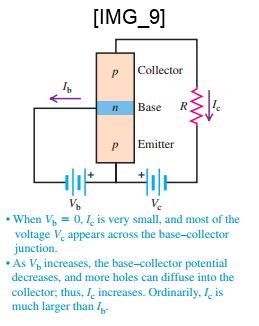 [IMG_9]
p Collector
I_b
n Base R I_c
p Emitter
+ +
V_b V_c
• When V_b = 0, I_c is very small, and most of the
voltage V_c appears across the base–collector
junction.
• As V_b increases, the base–collector potential
decreases, and more holes can diffuse into the
collector; thus, I_c increases. Ordinarily, I_c is
much larger than I_b.